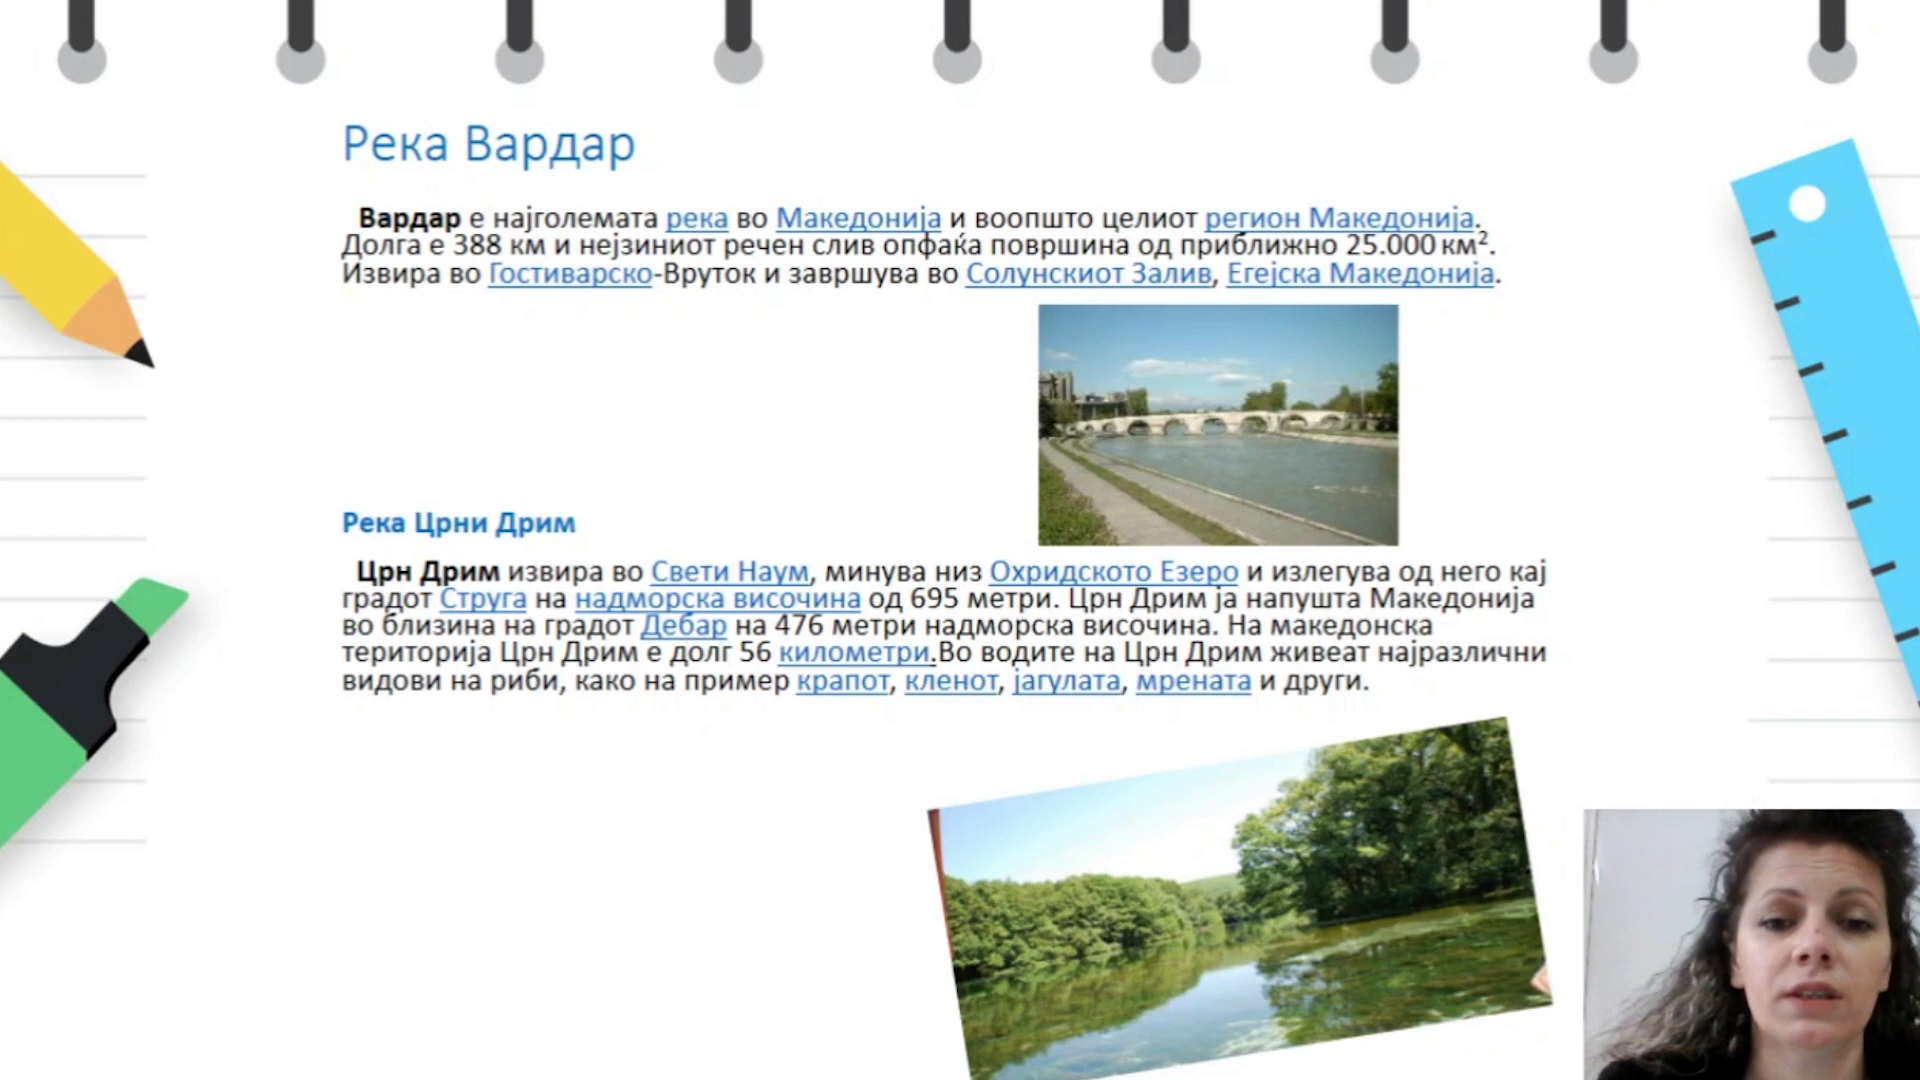 Река Вардар
Вардар е најголемата река во Македонија и воопшто целиот регион Македонија.
Долга е 388 км и нејзиниот речен слив опфаќа површина од приближно 25.000 км².
Извира во Гостиварско-Вруток и завршува во Солунскиот Залив, Егејска Македонија.
Река Црни Дрим
Црн Дрим извира во Свети Наум, минува низ Охридското Езеро и излегува од него кај
градот Струга на надморска височина од 695 метри. Црн Дрим ја напушта Македонија
во близина на градот Дебар на 476 метри надморска височина. На македонска
територија Црн Дрим е долг 56 километри.Во водите на Црн Дрим живеат најразлични
видови на риби, како на пример крапот, кленот, јагулата, мрената и други.